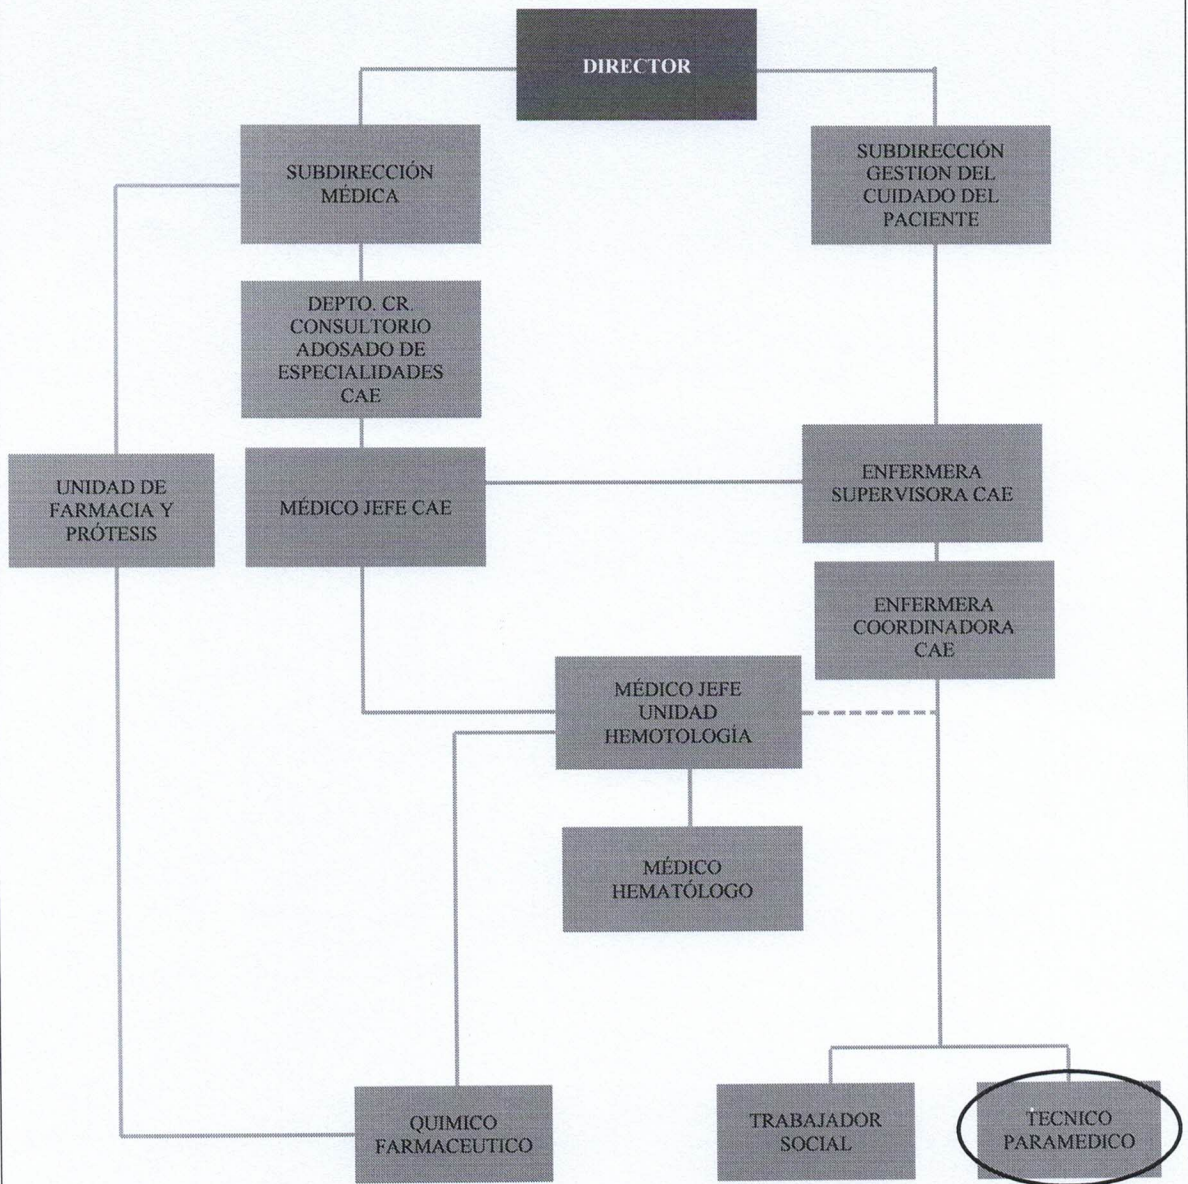 DIRECTOR
SUBDIRECCIÓN
MÉDICA
SUBDIRECCIÓN
GESTION DEL
CUIDADO DEL
PACIENTE
DEPTO. CR.
CONSULTORIO
ADOSADO DE
ESPECIALIDADES
CAE
UNIDAD DE
FARMACIA Y
PRÓTESIS
MÉDICO JEFE CAE
ENFERMERA
SUPERVISORA CAE
ENFERMERA
COORDINADORA
CAE
MÉDICO JEFE
UNIDAD
HEMOTOLOGÍA
MÉDICO
HEMATÓLOGO
QUIMICO
FARMACEUTICO
TRABAJADOR
SOCIAL
TECNICO
PARAMEDICO